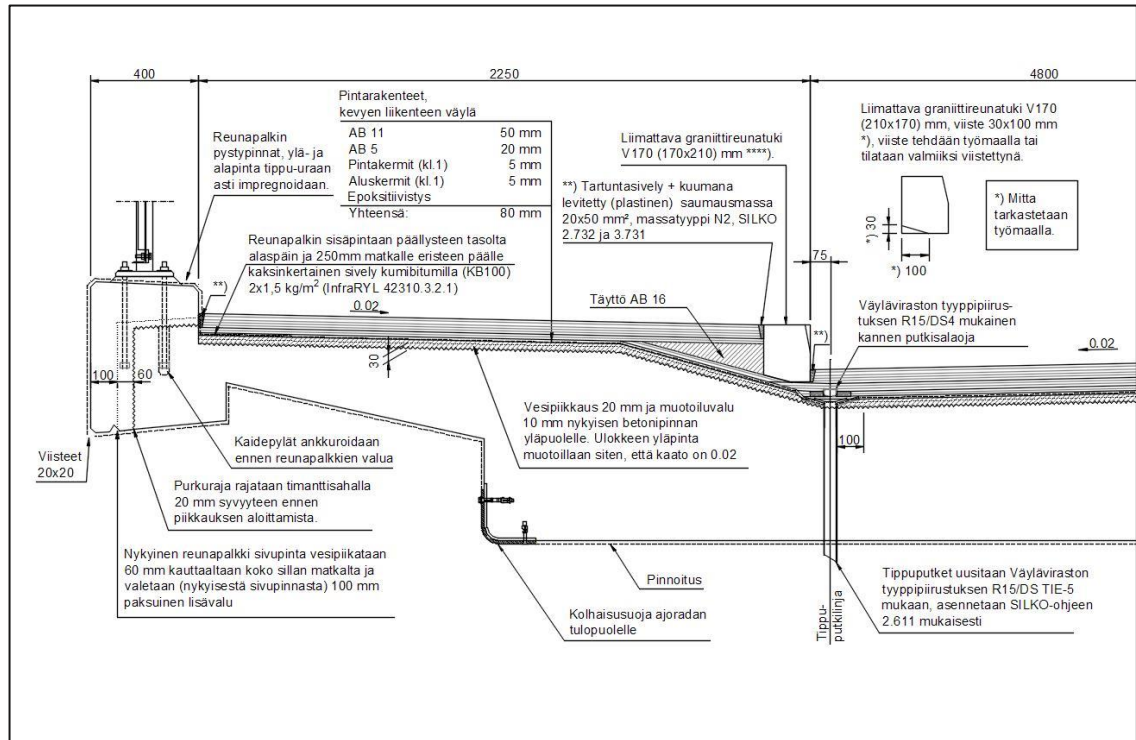 400
2250
4800
Pintarakenteet,
kevyen liikenteen väylä
AB 11 50 mm
AB 5 20 mm
Pintakermit (kl.1) 5 mm
Aluskermit (kl.1) 5 mm
Epoksitiivistys
Yhteensä: 80 mm
Reunapalkin
pystypinnat, ylä- ja
alapinta tippu-uraan
asti impregnoidaan.
Liimattava graniittireunatuki
V170 (170x210) mm ****).
Liimattava graniittireunatuki V170
(210x170) mm, viiste 30x100 mm
*), viiste tehdään työmaalla tai
tilataan valmiiksi viistettynä.
**) Tartuntasively + kuumana
levitetty (plastinen) saumausmassa
20x50 mm², massatyyppi N2, SILKO
2.732 ja 3.731
*) Mitta
tarkastetaan
työmaalla.
*) 30
*) 100
Reunapalkin sisäpintaan päällysteen tasolta
alaspäin ja 250mm matkalle eristeen päälle
kaksinkertainen sively kumibitumilla (KB100)
2x1,5 kg/m² (InfraRYL 42310.3.2.1)
75
**)
0.02
Täyttö AB 16
Väyläviraston tyyppipiirus-
tuksen R15/DS4 mukainen
kannen putkisalaoja
**)
0.02
30
100
60
Vesipiikkaus 20 mm ja muotoiluvalu
10 mm nykyisen betonipinnan
yläpuolelle. Ulokkeen yläpinta
muotoillaan siten, että kaato on 0.02
100
Viisteet
20x20
Kaidepylät ankkuroidaan
ennen reunapalkkien valua
Purkuraja rajataan timanttisahalla
20 mm syvyyteen ennen
piikkauksen aloittamista.
Nykyinen reunapalkki sivupinta vesipiikataan
60 mm kauttaaltaan koko sillan matkalta ja
valetaan (nykyisestä sivupinnasta) 100 mm
paksuinen lisävalu
Pinnoitus
Kolhaisusuoja ajoradan
tulopuolelle
Tippu-
putkilinja
Tippuputket uusitaan Väyläviraston
tyyppipiirustuksen R15/DS TIE-5
mukaan, asennetaan SILKO-ohjeen
2.611 mukaisesti